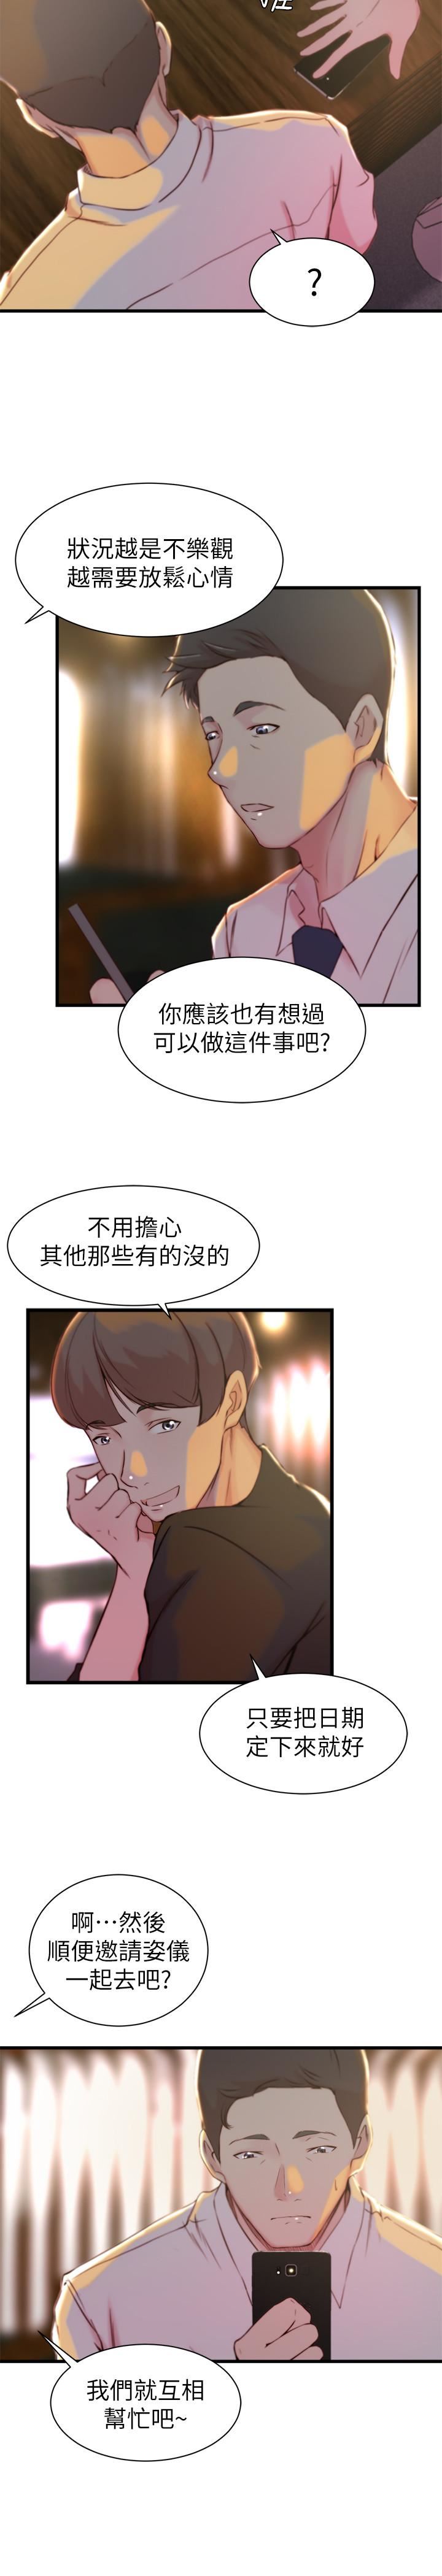 ?
狀況越是不樂觀
越需要放鬆心情
你應該也有想過
可以做這件事吧?
不用擔心
其他那些有的沒的
只要把日期
定下來就好
啊…然後
順便邀請姿儀
一起去吧?
我們就互相
幫忙吧~